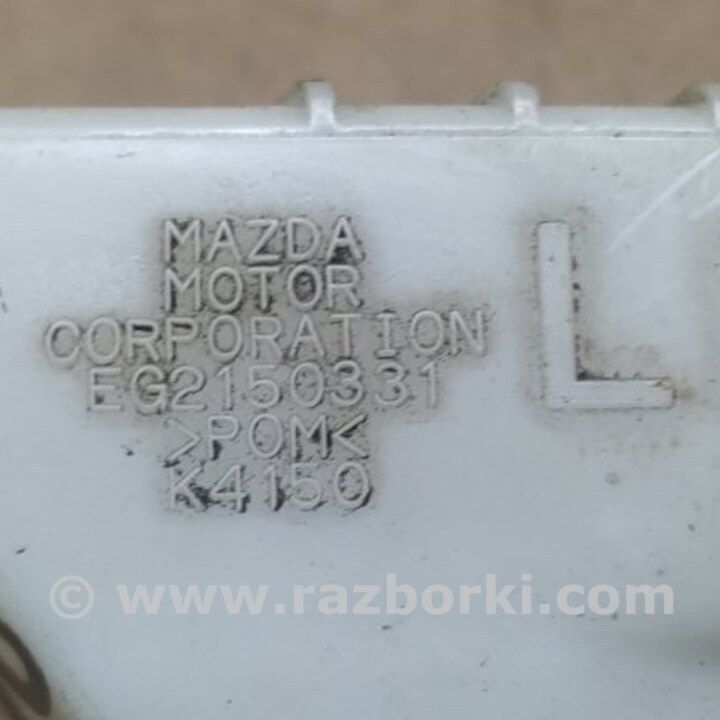 MAZDA
MOTOR
CORPORATION
EG2150331
>POM<
K4150
L
© www.razborki.com